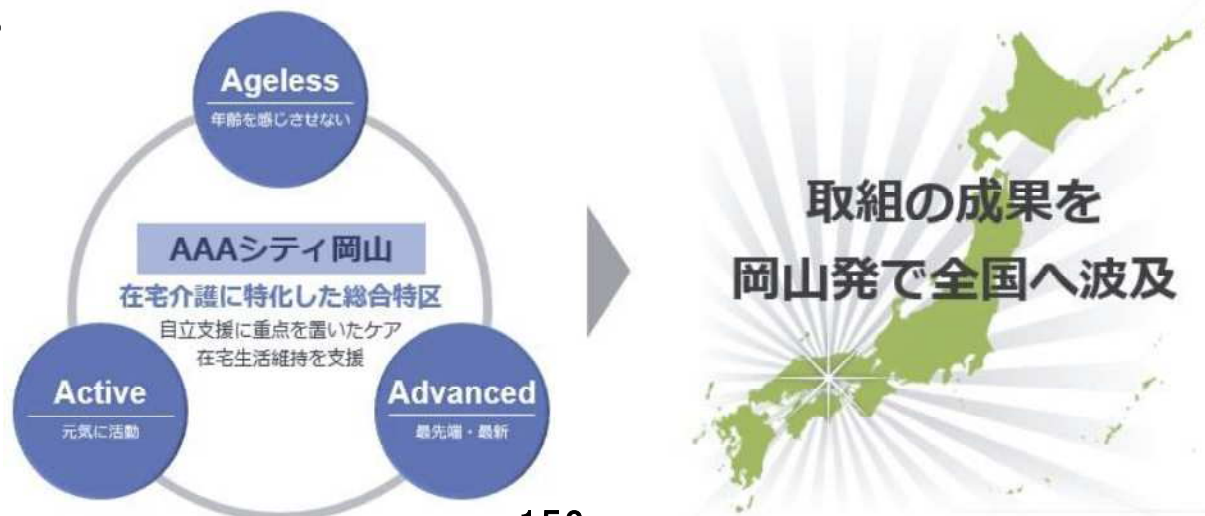 Ageless
年齢を感じさせない
AAAシティ岡山
在宅介護に特化した総合特区
自立支援に重点を置いたケア
在宅生活維持を支援
Active
元気に活動
Advanced
最先端・最新
取組の成果を
岡山発で全国へ波及